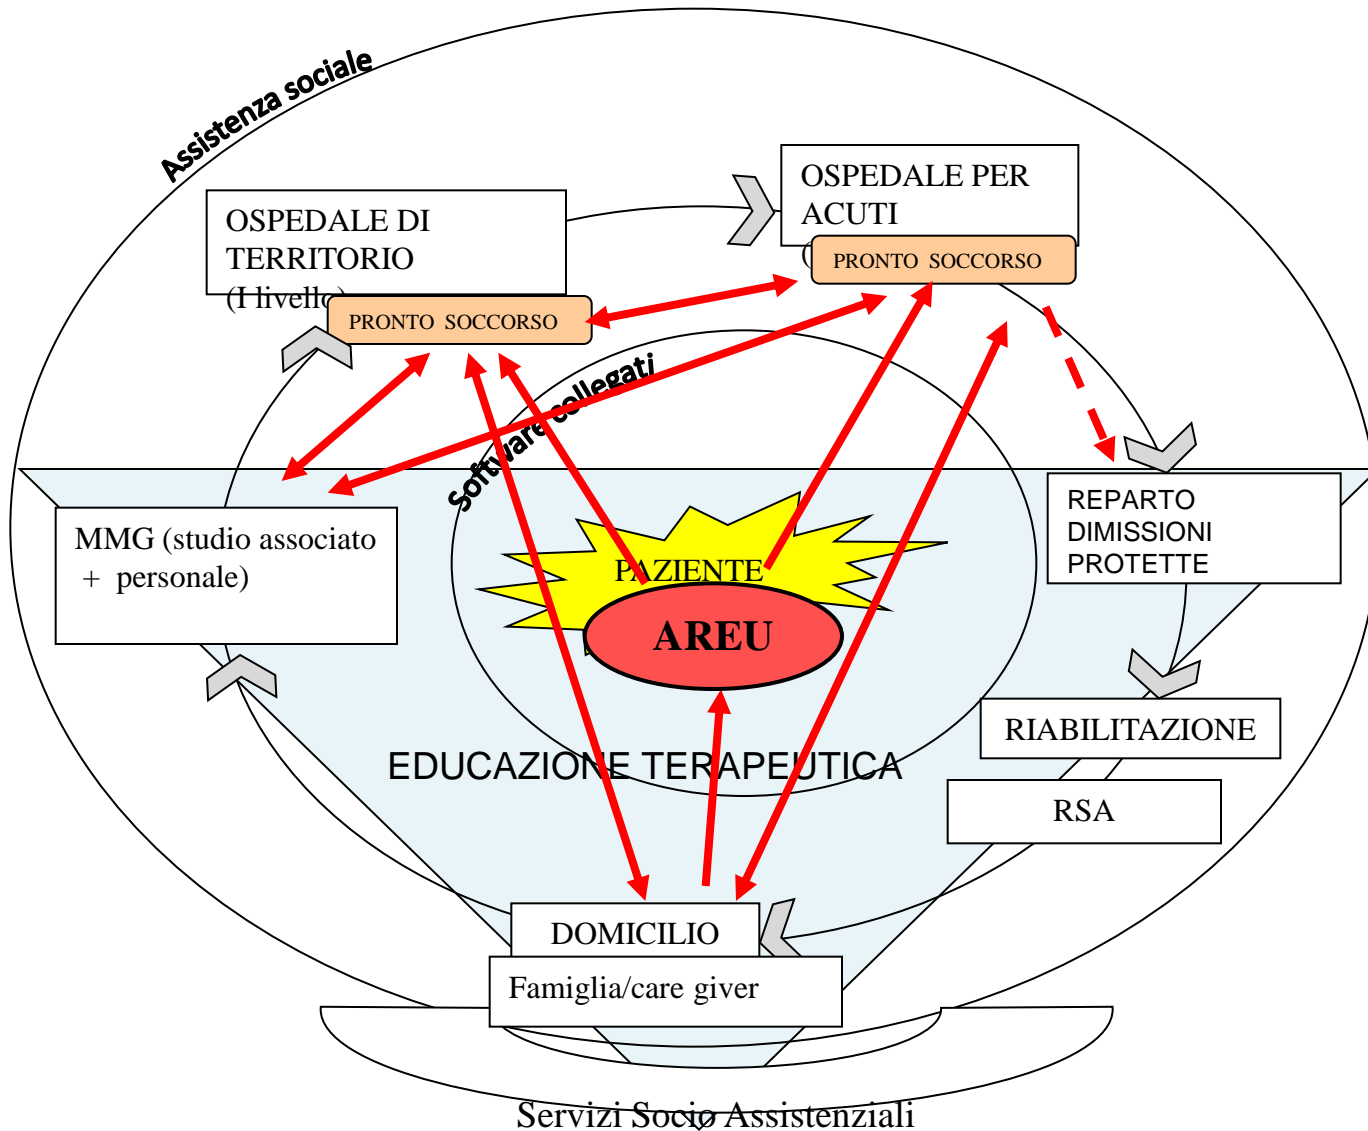 Assistenza sociale
OSPEDALE PER
ACUTI
(
PRONTO SOCCORSO
OSPEDALE DI
TERRITORIO
(I livello)
PRONTO SOCCORSO
Software collegati
REPARTO
DIMISSIONI
PROTETTE
MMG (studio associato
+ personale)
PAZIENTE
AREU
RIABILITAZIONE
EDUCAZIONE TERAPEUTICA
RSA
DOMICILIO
Famiglia/care giver
Servizi Socio Assistenziali